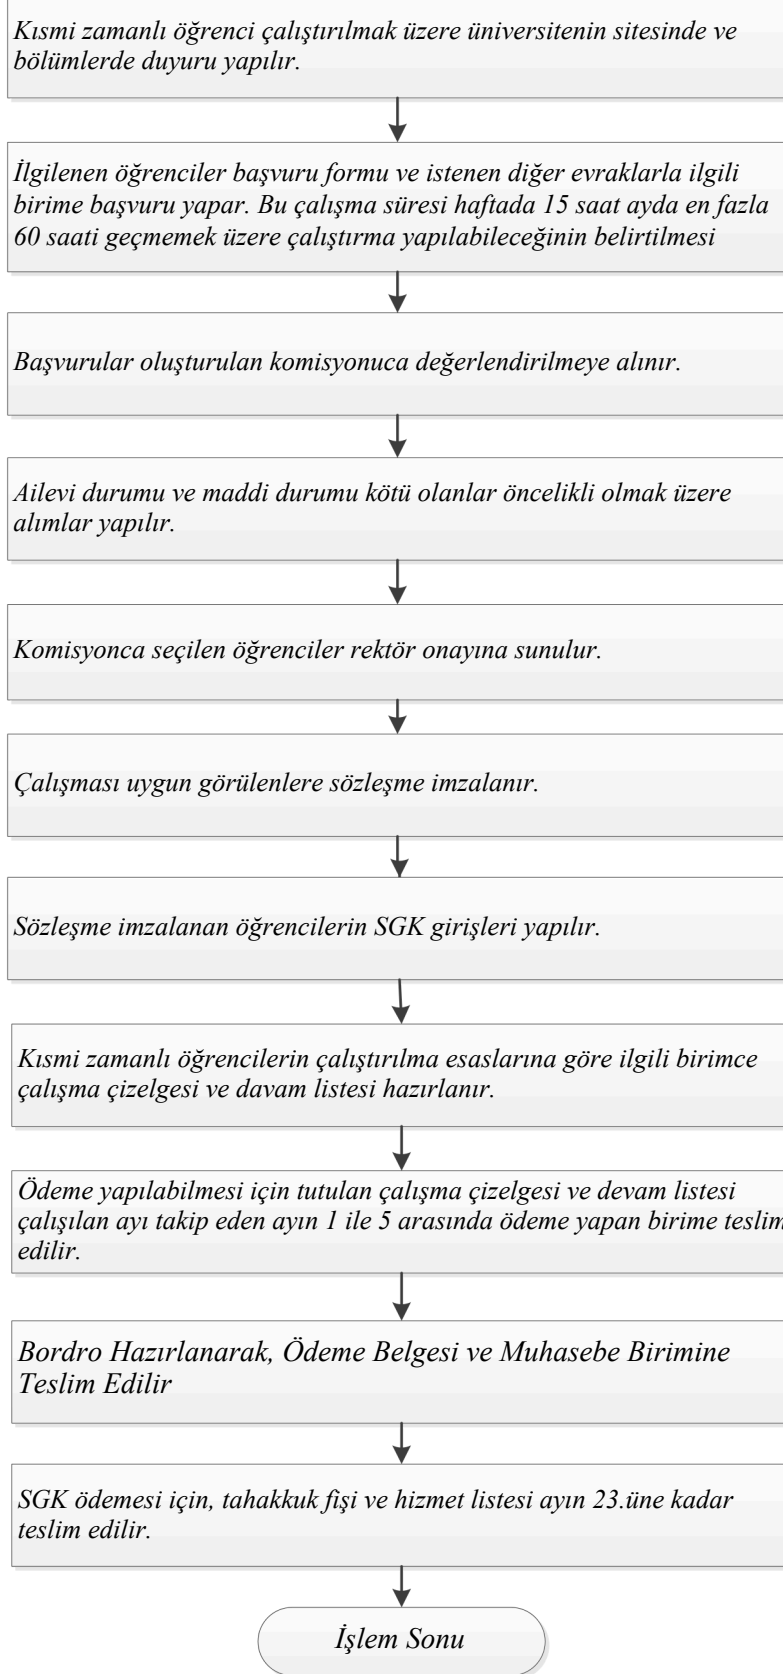 Kısmi zamanlı öğrenci çalıştırılmak üzere üniversitenin sitesinde ve
bölümlerde duyuru yapılır.
İlgilenen öğrenciler başvuru formu ve istenen diğer evraklarla ilgili
birime başvuru yapar. Bu çalışma süresi haftada 15 saat ayda en fazla
60 saati geçmemek üzere çalıştırma yapılabileceğinin belirtilmesi
Başvurular oluşturulan komisyonuca değerlendirilmeye alınır.
Ailevi durumu ve maddi durumu kötü olanlar öncelikli olmak üzere
alımlar yapılır.
Komisyonca seçilen öğrenciler rektör onayına sunulur.
Çalışması uygun görülenlere sözleşme imzalanır.
Sözleşme imzalanan öğrencilerin SGK girişleri yapılır.
Kısmi zamanlı öğrencilerin çalıştırılma esaslarına göre ilgili birimce
çalışma çizelgesi ve davam listesi hazırlanır.
Ödeme yapılabilmesi için tutulan çalışma çizelgesi ve devam listesi
çalışılan ayı takip eden ayın 1 ile 5 arasında ödeme yapan birime teslim
edilir.
Bordro Hazırlanarak, Ödeme Belgesi ve Muhasebe Birimine
Teslim Edilir
SGK ödemesi için, tahakkuk fişi ve hizmet listesi ayın 23.üne kadar
teslim edilir.
İşlem Sonu